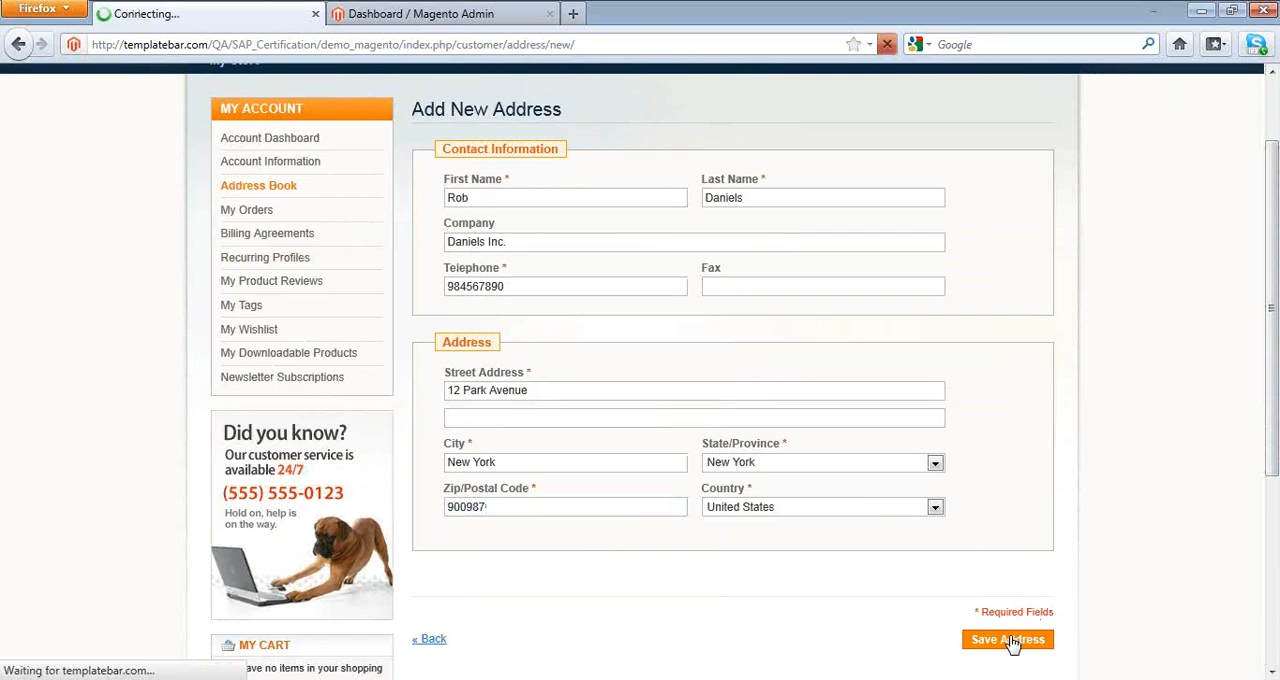 Firefox
Connecting...
Dashboard / Magento Admin
http://templatebar.com/QA/SAP_Certification/demo_magento/index.php/customer/address/new/
Google
MY ACCOUNT
Account Dashboard
Account Information
Address Book
My Orders
Billing Agreements
Recurring Profiles
My Product Reviews
My Tags
My Wishlist
My Downloadable Products
Newsletter Subscriptions
Did you know?
Our customer service is
available 24/7
(555) 555-0123
Hold on, help is
on the way.
MY CART
ave no items in your shopping
Add New Address
Contact Information
First Name *
Last Name *
Rob
Daniels
Company
Daniels Inc.
Telephone *
Fax
984567890
Address
Street Address *
12 Park Avenue
City *
State/Province *
New York
New York
Zip/Postal Code *
Country *
United States
* Required Fields
« Back
Save Address
Waiting for templatebar.com...